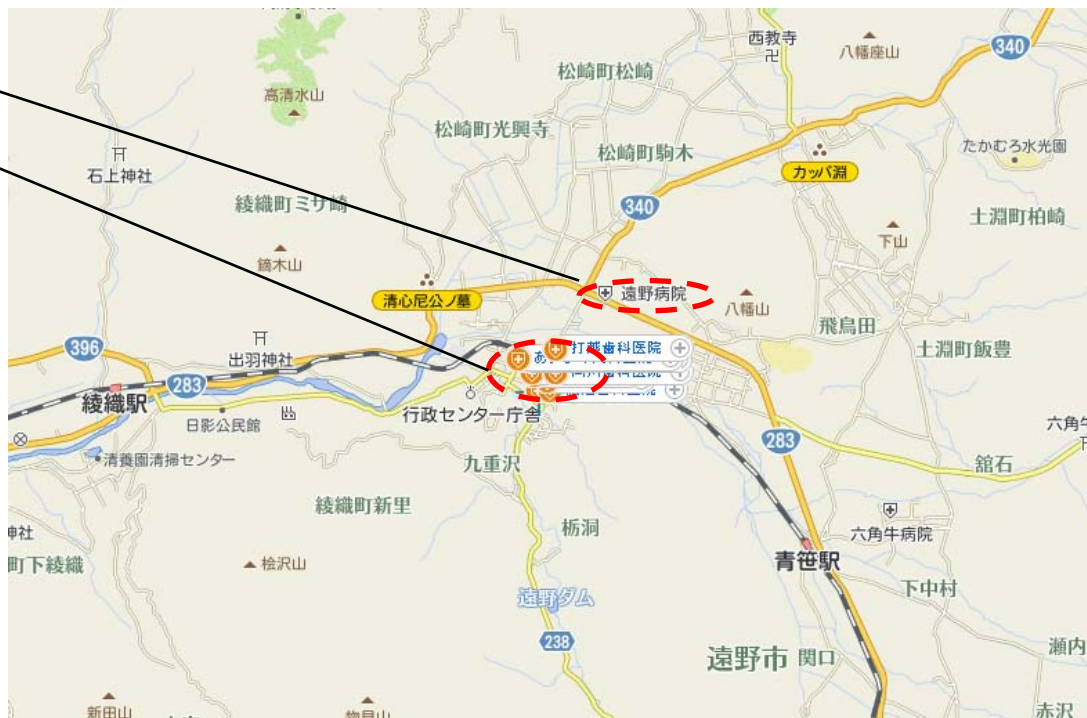 西教寺
八幡座山
340
松崎町松崎
高清水山
松崎町光興寺
松崎町駒木
たかむろ水光園
カッパ淵
石上神社
綾織町ミサ崎
340
土淵町柏崎
下山
鏑木山
清心尼公ノ墓
遠野病院
八幡山
飛鳥田
396
出羽神社
打越歯科医院
土淵町飯豊
283
綾織駅
日影公民館
行政センター庁舎
六角牛
283
清養園清掃センター
九重沢
舘石
綾織町新里
神社
栃洞
六角牛病院
青笹駅
町下綾織
桧沢山
下中村
遠野ダム
238
遠野市
関口
瀬内
新田山
物見山
赤沢